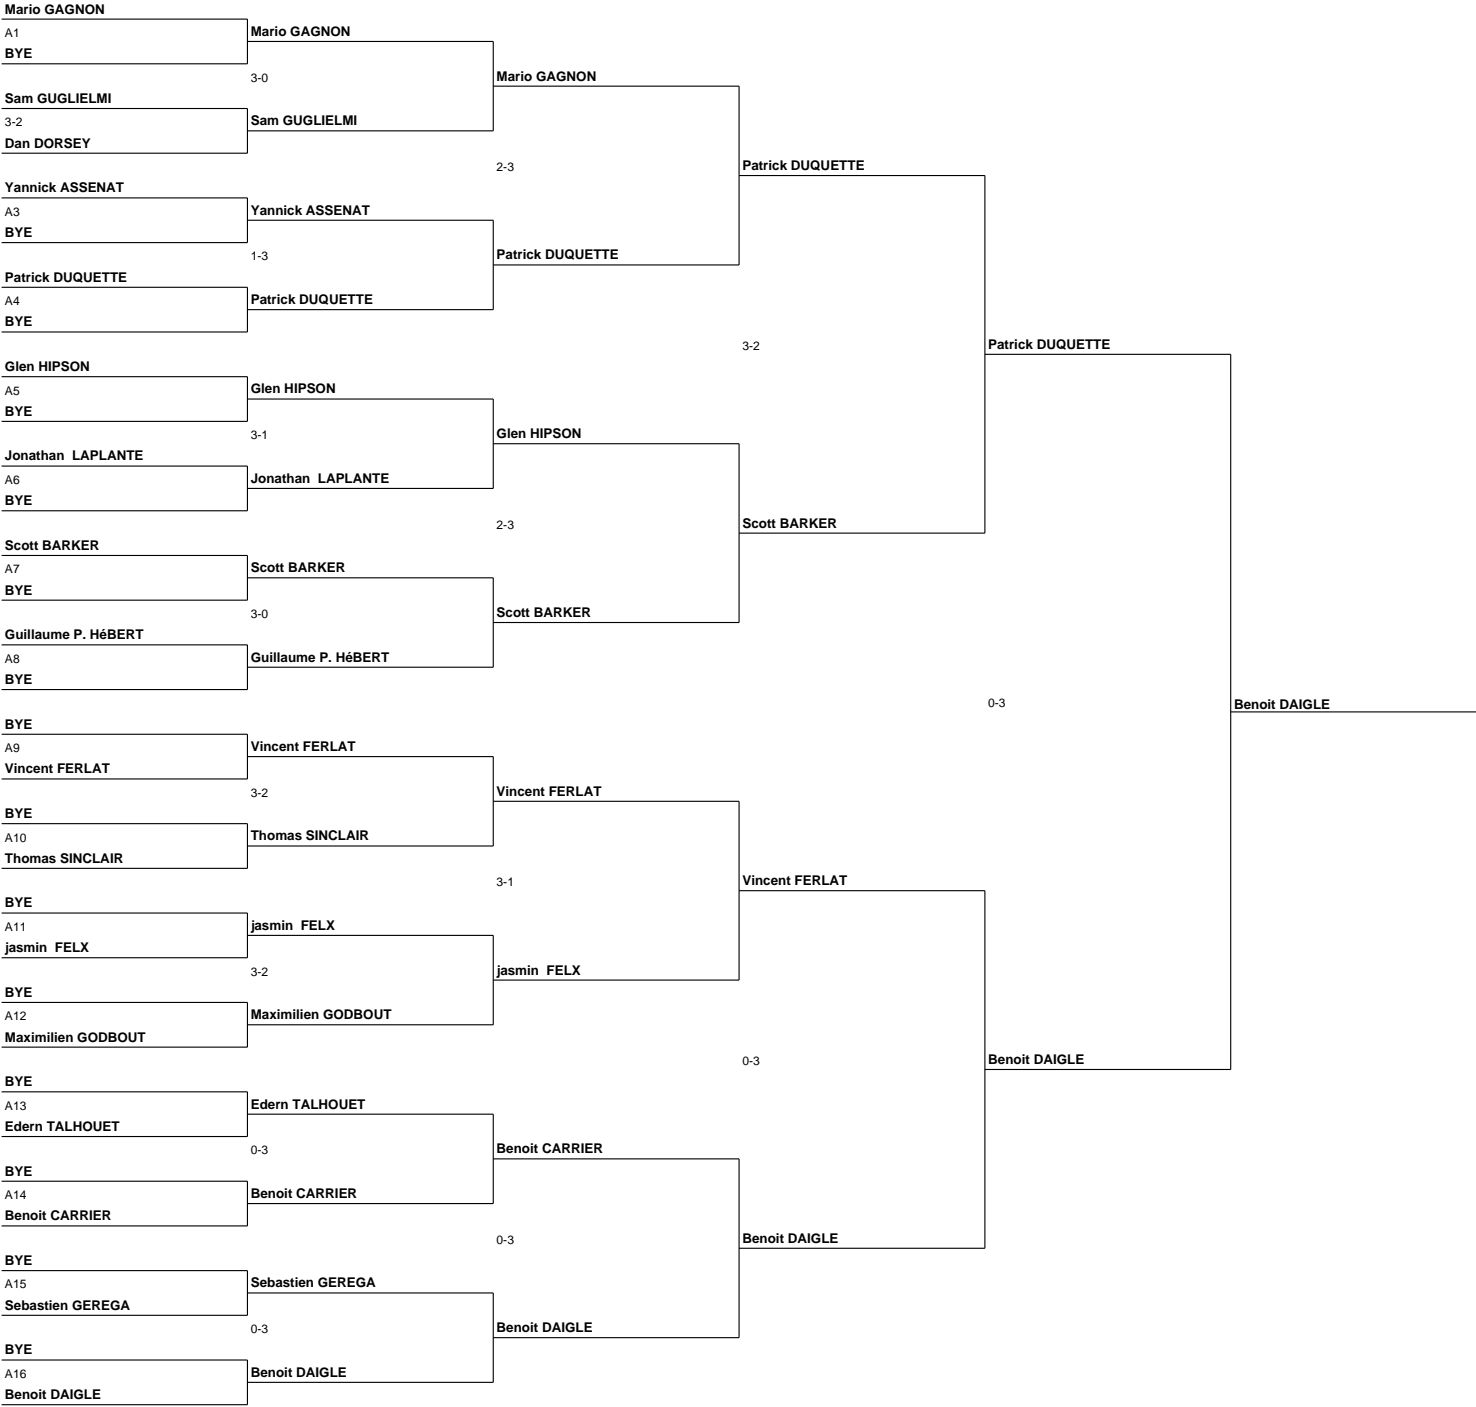 Mario GAGNON
A1
Mario GAGNON
BYE
3-0
Mario GAGNON
Sam GUGLIELMI
3-2
Sam GUGLIELMI
Dan DORSEY
2-3
Patrick DUQUETTE
Yannick ASSENAT
A3
Yannick ASSENAT
BYE
1-3
Patrick DUQUETTE
Patrick DUQUETTE
A4
Patrick DUQUETTE
BYE
3-2
Patrick DUQUETTE
Glen HIPSON
A5
Glen HIPSON
BYE
3-1
Glen HIPSON
Jonathan  LAPLANTE
A6
Jonathan  LAPLANTE
BYE
2-3
Scott BARKER
Scott BARKER
A7
Scott BARKER
BYE
3-0
Scott BARKER
Guillaume P. HéBERT
A8
Guillaume P. HéBERT
BYE
0-3
Benoit DAIGLE
BYE
A9
Vincent FERLAT
Vincent FERLAT
3-2
Vincent FERLAT
BYE
A10
Thomas SINCLAIR
Thomas SINCLAIR
3-1
Vincent FERLAT
BYE
A11
jasmin  FELX
jasmin  FELX
3-2
jasmin  FELX
BYE
A12
Maximilien GODBOUT
Maximilien GODBOUT
0-3
Benoit DAIGLE
BYE
A13
Edern TALHOUET
Edern TALHOUET
0-3
Benoit CARRIER
BYE
A14
Benoit CARRIER
Benoit CARRIER
0-3
Benoit DAIGLE
BYE
A15
Sebastien GEREGA
Sebastien GEREGA
0-3
Benoit DAIGLE
BYE
A16
Benoit DAIGLE
Benoit DAIGLE